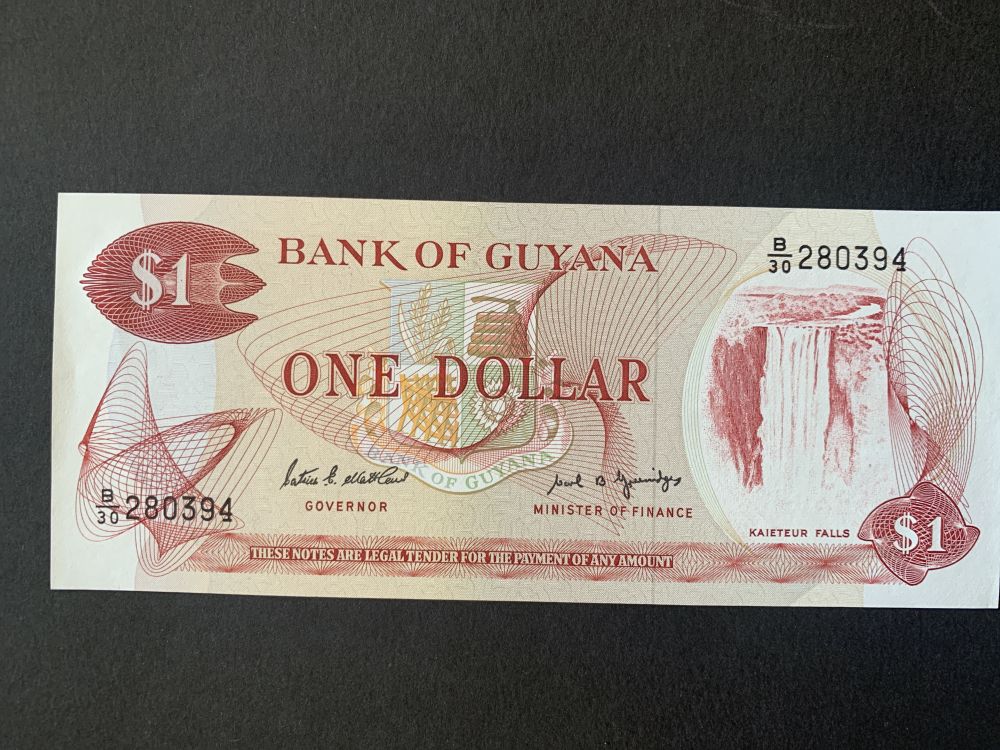 $1
BANK OF GUYANA
B/30 280394
ONE DOLLAR
BANK OF GUYANA
B/30 280394
GOVERNOR
MINISTER OF FINANCE
KAIETEUR FALLS
$1
THESE NOTES ARE LEGAL TENDER FOR THE PAYMENT OF ANY AMOUNT